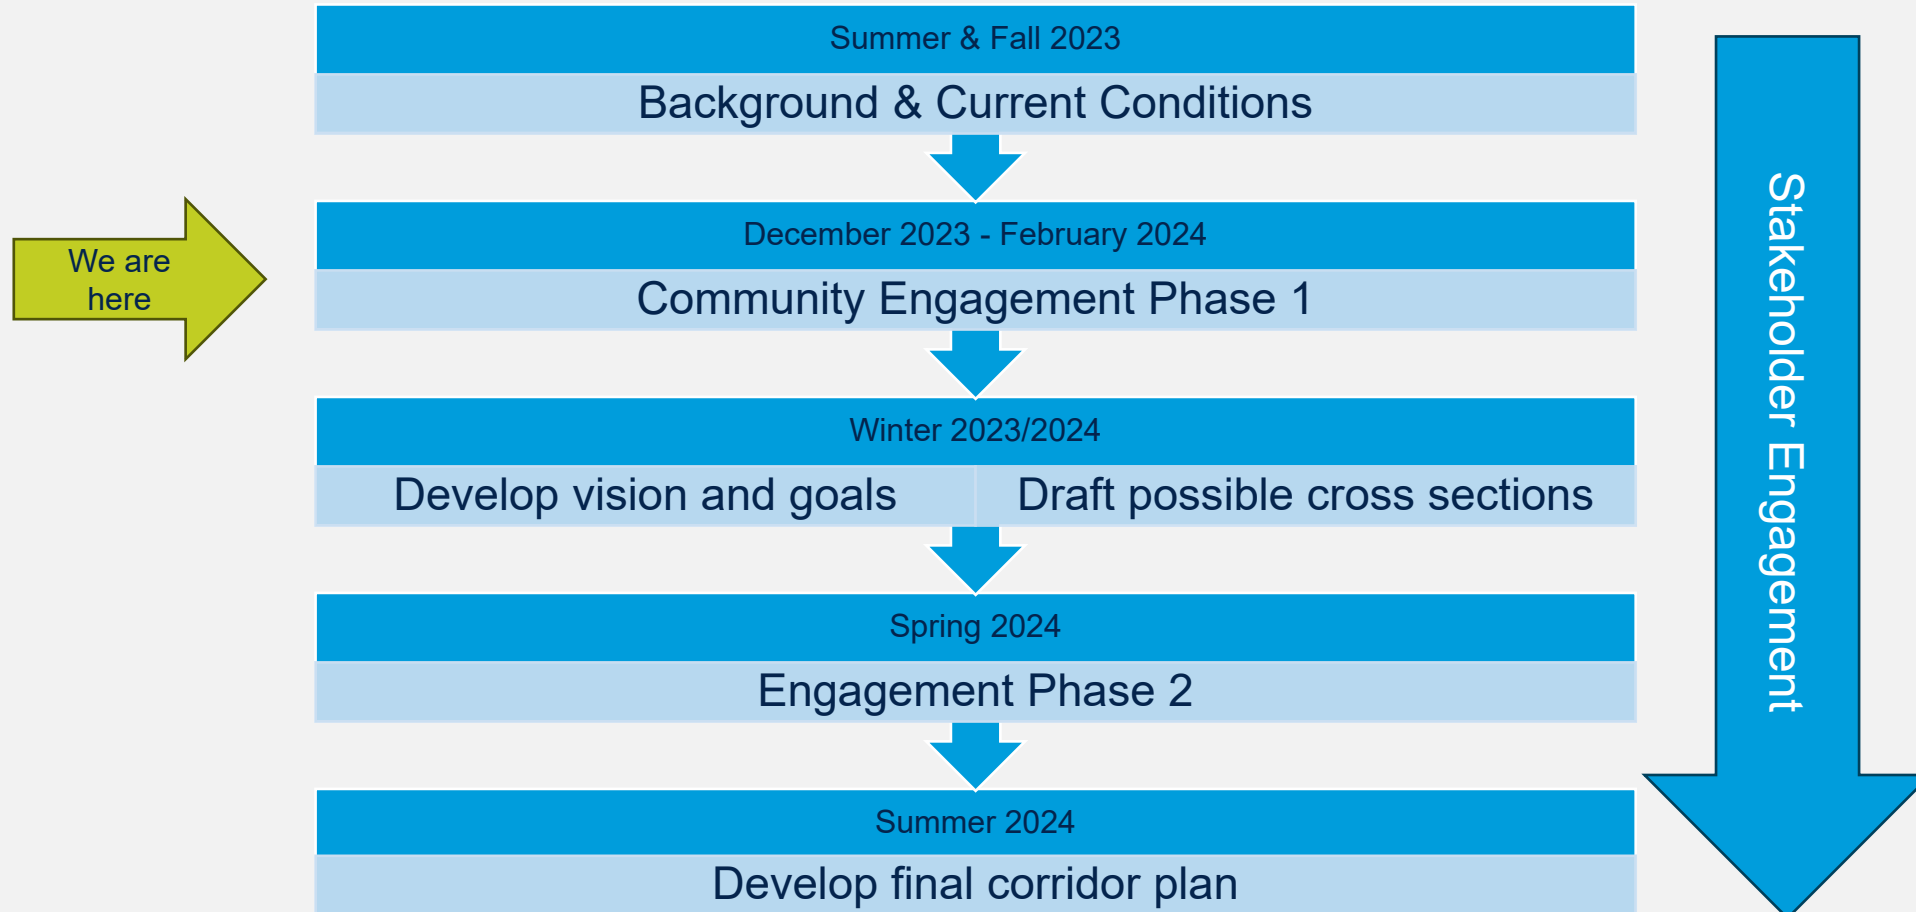 Summer & Fall 2023
Background & Current Conditions
We are
here
December 2023 - February 2024
Community Engagement Phase 1
Winter 2023/2024
Develop vision and goals
Draft possible cross sections
Spring 2024
Engagement Phase 2
Summer 2024
Develop final corridor plan
Stakeholder Engagement